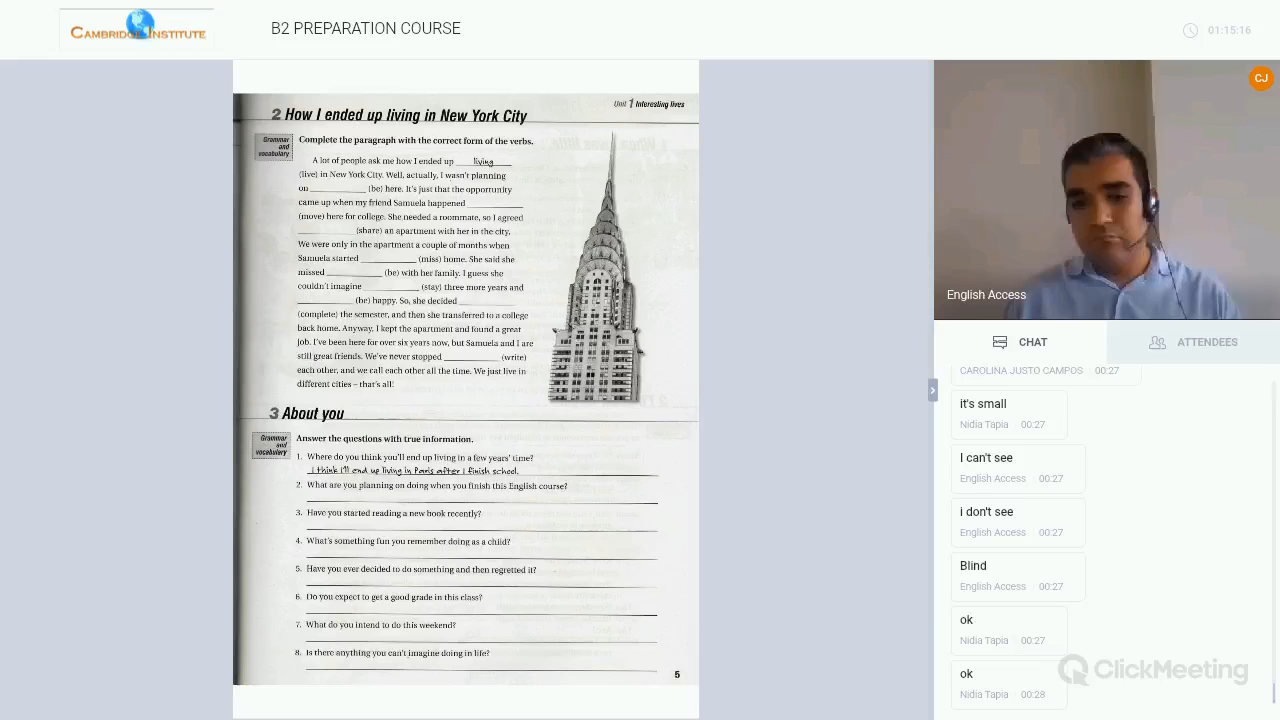 CAMBRIDGE INSTITUTE
B2 PREPARATION COURSE
01:15:16
Unit 1 Interesting lives
2 How I ended up living in New York City
Grammar
and
vocabulary
Complete the paragraph with the correct form of the verbs.
A lot of people ask me how I ended up living
(live) in New York City. Well, actually, I wasn't planning
on ____________ (be) here. It's just that the opportunity
came up when my friend Samuela happened ____________
(move) here for college. She needed a roommate, so I agreed
____________ (share) an apartment with her in the city.
We were only in the apartment a couple of months when
Samuela started ____________ (miss) home. She said she
missed ____________ (be) with her family. I guess she
couldn't imagine ____________ (stay) three more years and
____________ (be) happy. So, she decided ____________
(complete) the semester, and then she transferred to a college
back home. Anyway, I kept the apartment and found a great
job. I've been here for over six years now, but Samuela and I are
still great friends. We've never stopped ____________ (write)
each other, and we call each other all the time. We just live in
different cities – that's all!
3 About you
Grammar
and
vocabulary
Answer the questions with true information.
1. Where do you think you'll end up living in a few years' time?
I think I'll end up living in Paris after I finish school.
2. What are you planning on doing when you finish this English course?
3. Have you started reading a new book recently?
4. What's something fun you remember doing as a child?
5. Have you ever decided to do something and then regretted it?
6. Do you expect to get a good grade in this class?
7. What do you intend to do this weekend?
8. Is there anything you can't imagine doing in life?
5
CJ
English Access
CHAT
ATTENDEES
CAROLINA JUSTO CAMPOS 00:27
it's small
Nidia Tapia 00:27
I can't see
English Access 00:27
i don't see
English Access 00:27
Blind
English Access 00:27
ok
Nidia Tapia 00:27
ok
Nidia Tapia 00:28
ClickMeeting